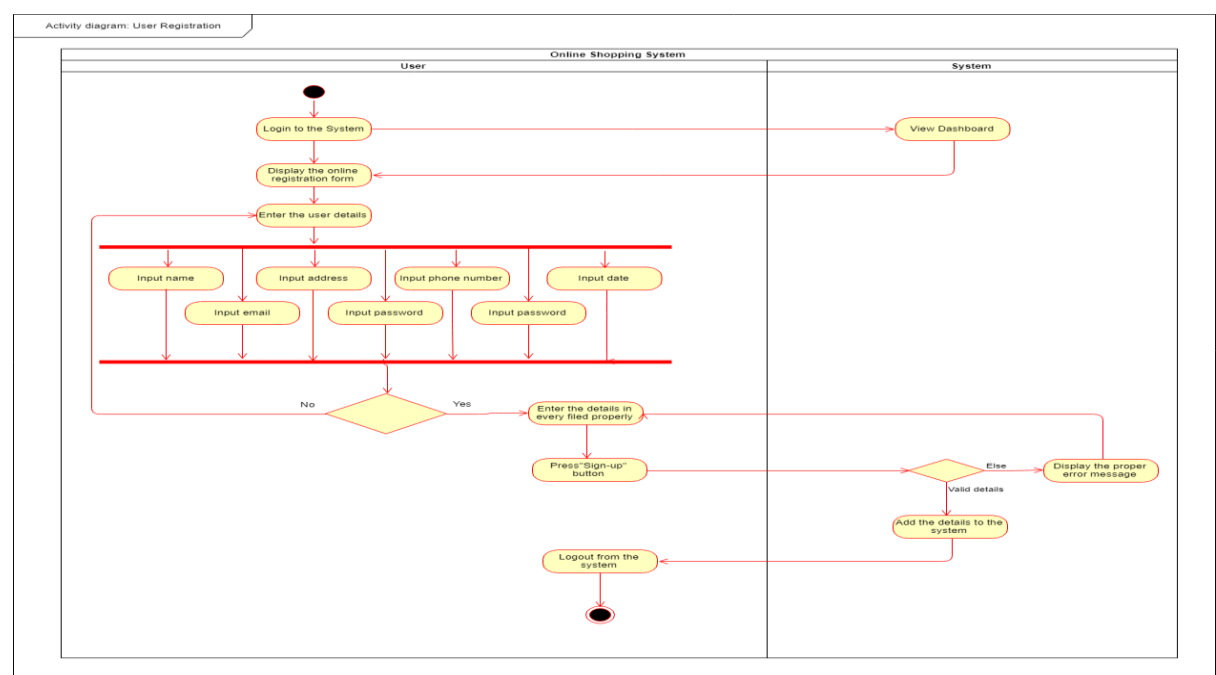 Activity diagram: User Registration
Online Shopping System
User
System
Login to the System
View Dashboard
Display the online
registration form
Enter the user details
Input name
Input address
Input phone number
Input date
Input email
Input password
Input password
No
Yes
Enter the details in
every filed properly
Press"Sign-up"
button
Else
Display the proper
error message
Valid details
Add the details to the
system
Logout from the
system